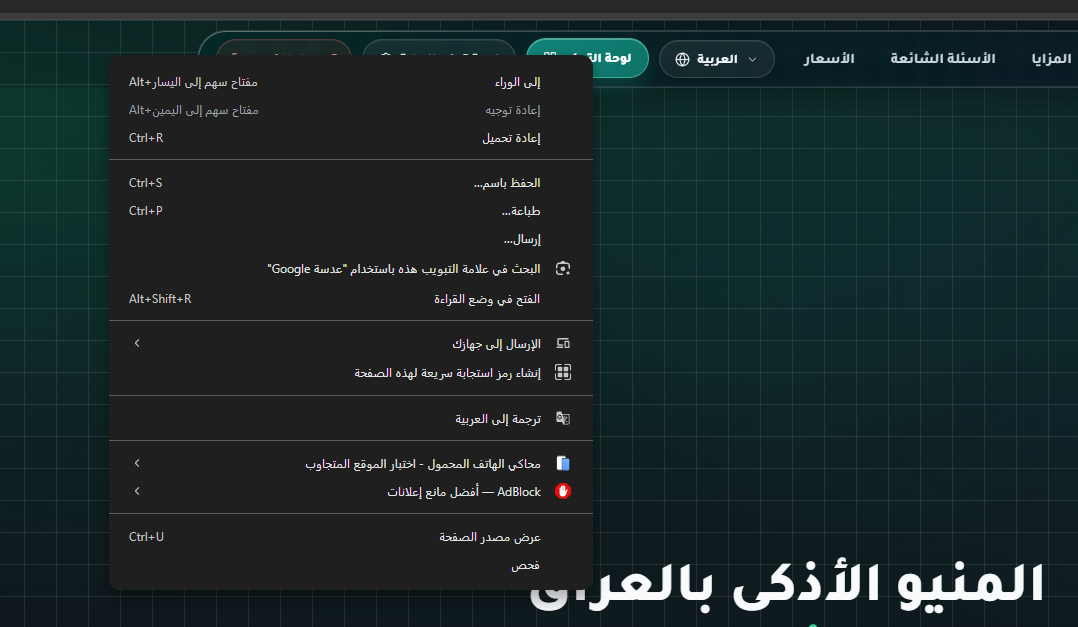 المزايا
الأسئلة الشائعة
الأسعار
العربية
لوحة
إلى الوراء Alt+مفتاح سهم إلى اليسار
إعادة توجيه Alt+مفتاح سهم إلى اليمين
إعادة تحميل Ctrl+R
الحفظ باسم... Ctrl+S
طباعة... Ctrl+P
إرسال...
البحث في علامة التبويب هذه باستخدام "عدسة Google"
الفتح في وضع القراءة Alt+Shift+R
الإرسال إلى جهازك
إنشاء رمز استجابة سريعة لهذه الصفحة
ترجمة إلى العربية
محاكي الهاتف المحمول - اختبار الموقع المتجاوب
AdBlock — أفضل مانع إعلانات
عرض مصدر الصفحة Ctrl+U
فحص
المنيو الأذكى بالعراق